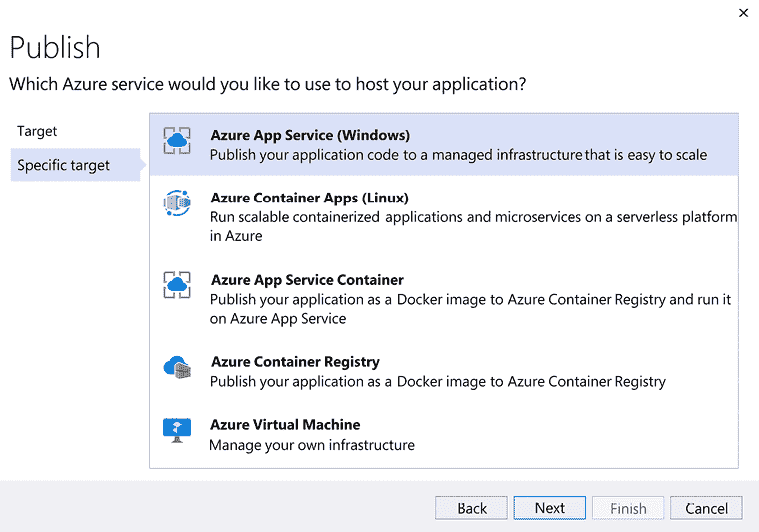 Publish
Which Azure service would you like to use to host your application?
Target
Specific target
Azure App Service (Windows)
Publish your application code to a managed infrastructure that is easy to scale
Azure Container Apps (Linux)
Run scalable containerized applications and microservices on a serverless platform
in Azure
Azure App Service Container
Publish your application as a Docker image to Azure Container Registry and run it
on Azure App Service
Azure Container Registry
Publish your application as a Docker image to Azure Container Registry
Azure Virtual Machine
Manage your own infrastructure
Back Next Finish Cancel